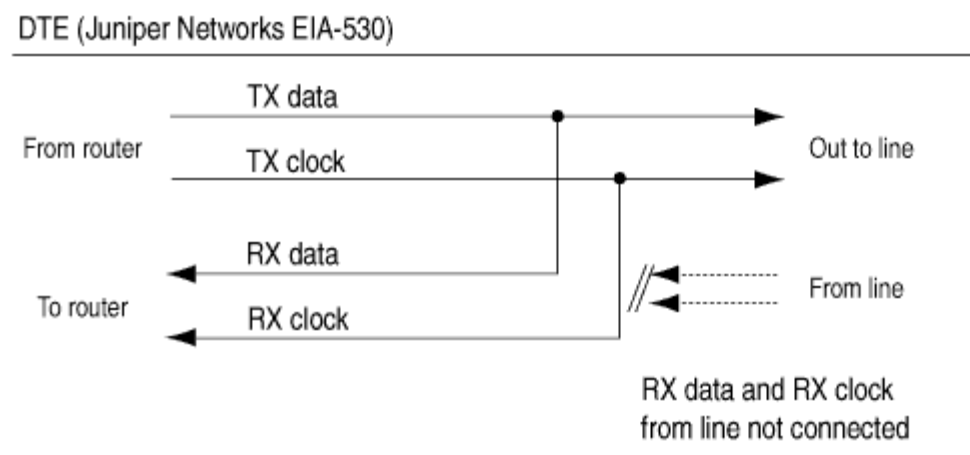 DTE (Juniper Networks EIA-530)
TX data
From router
Out to line
TX clock
RX data
From line
To router
RX clock
RX data and RX clock
from line not connected